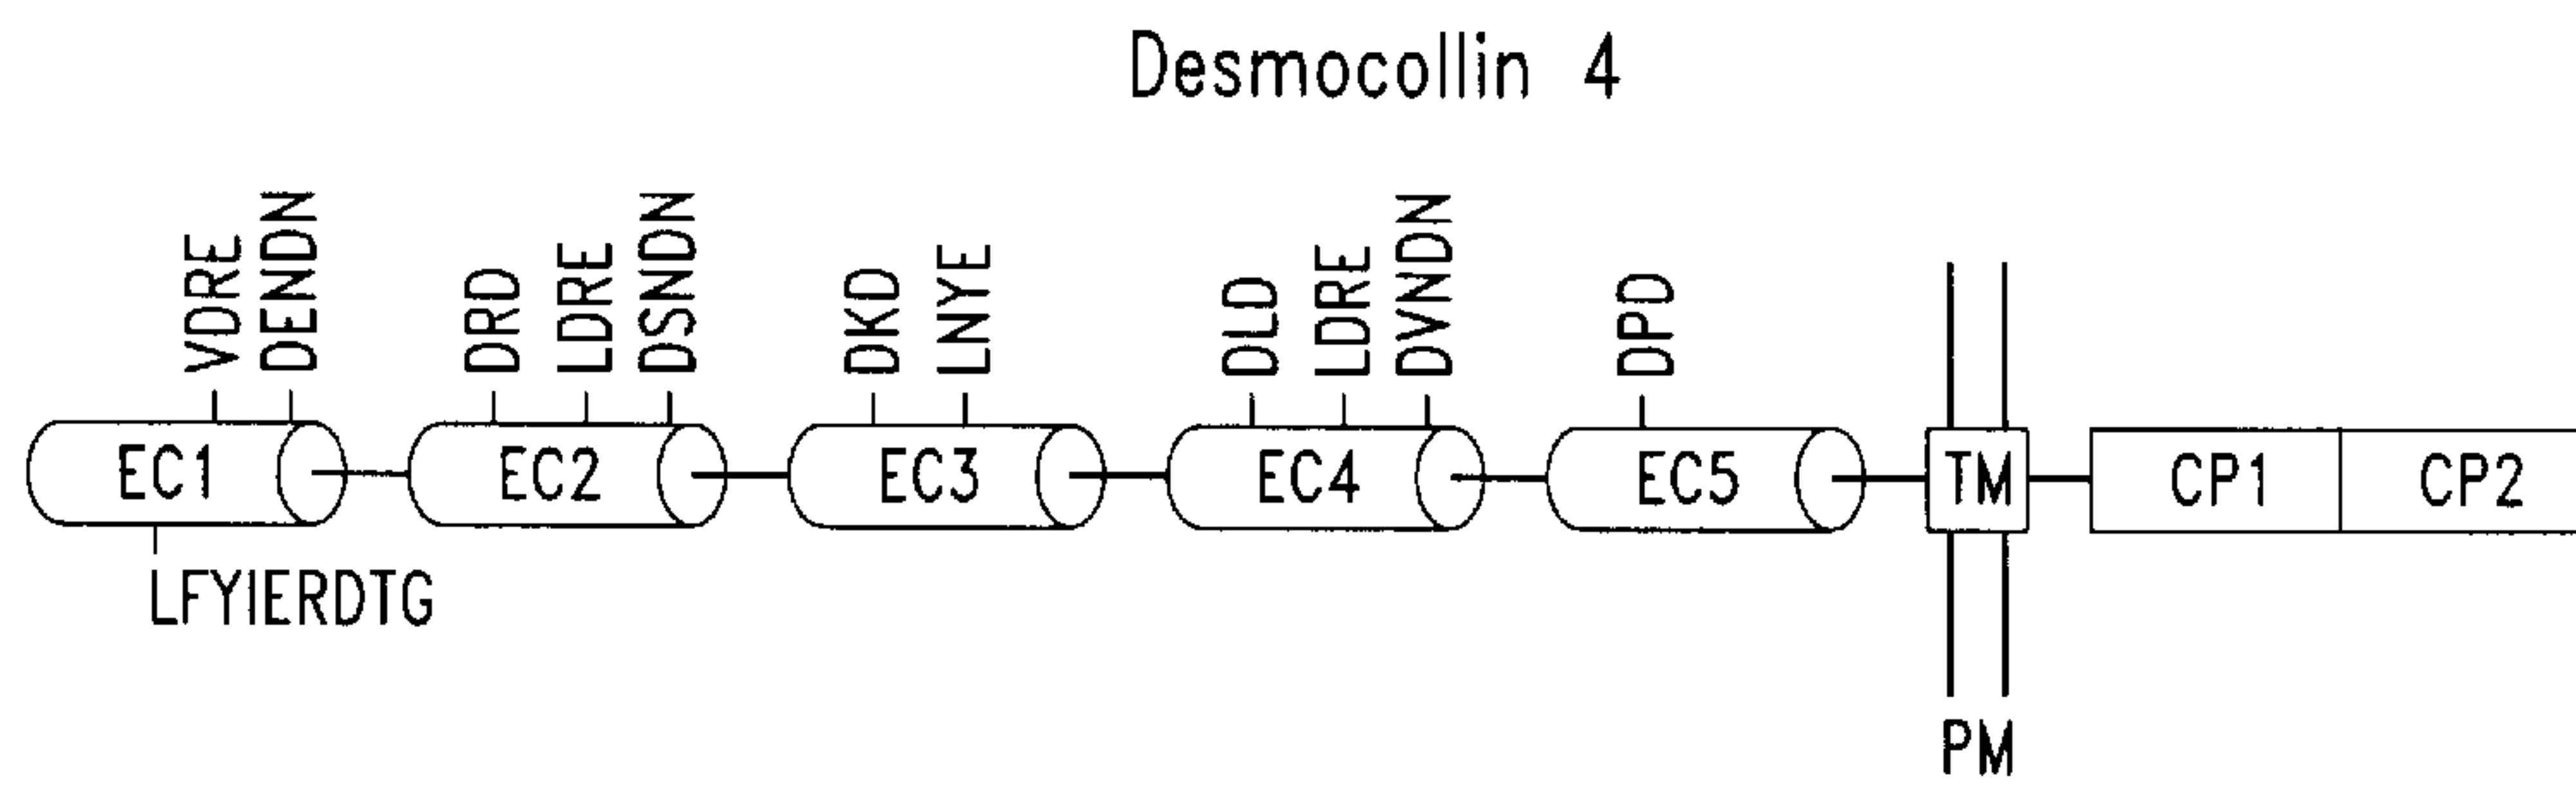 Desmocollin 4
VDRE
DENDN
DRD
LDRE
DSNDN
DKD
LNYE
DLD
LDRE
DVNDN
DPD
EC1
EC2
EC3
EC4
EC5
TM
CP1
CP2
LFYIERDTG
PM